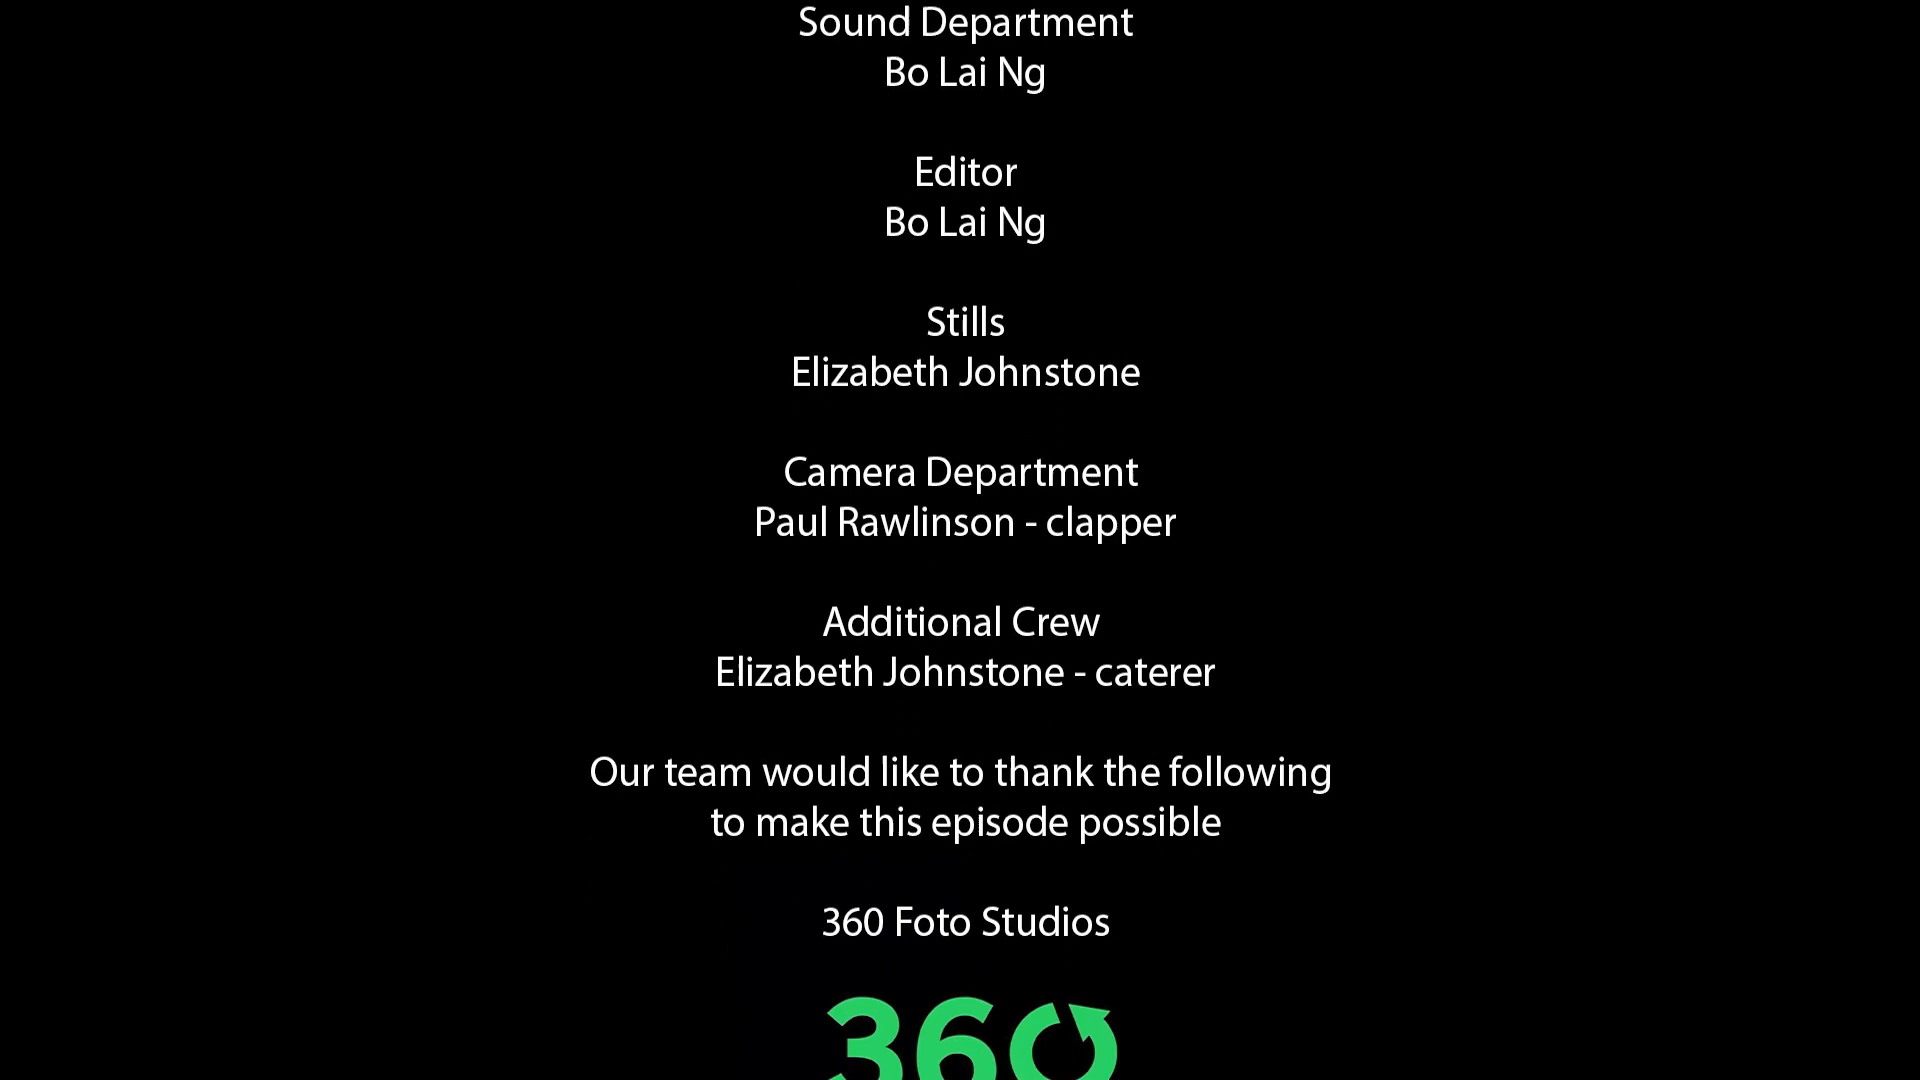 Sound Department
Bo Lai Ng
Editor
Bo Lai Ng
Stills
Elizabeth Johnstone
Camera Department
Paul Rawlinson - clapper
Additional Crew
Elizabeth Johnstone - caterer
Our team would like to thank the following
to make this episode possible
360 Foto Studios
360